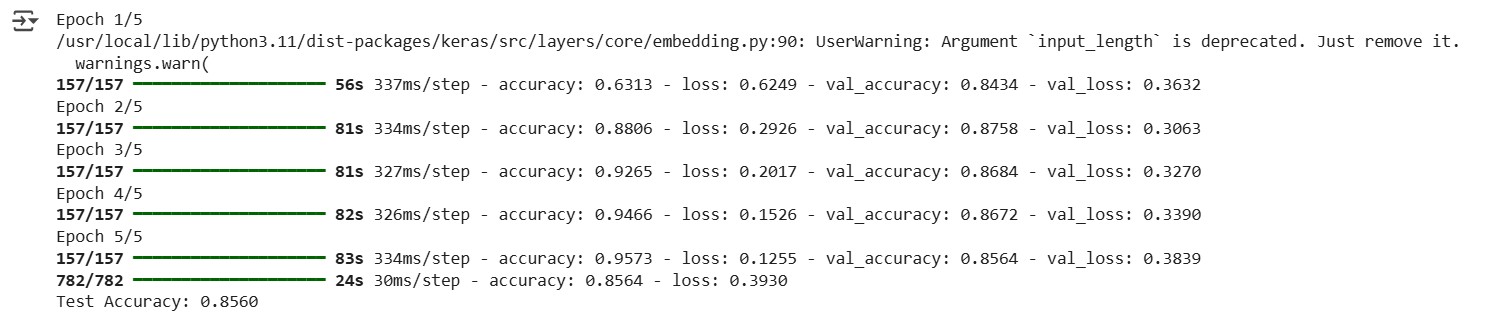 Epoch 1/5
/usr/local/lib/python3.11/dist-packages/keras/src/layers/core/embedding.py:90: UserWarning: Argument `input_length` is deprecated. Just remove it.
  warnings.warn(
157/157 ━━━━━━━━━━━━━━━━━━━━ 56s 337ms/step - accuracy: 0.6313 - loss: 0.6249 - val_accuracy: 0.8434 - val_loss: 0.3632
Epoch 2/5
157/157 ━━━━━━━━━━━━━━━━━━━━ 81s 334ms/step - accuracy: 0.8806 - loss: 0.2926 - val_accuracy: 0.8758 - val_loss: 0.3063
Epoch 3/5
157/157 ━━━━━━━━━━━━━━━━━━━━ 81s 327ms/step - accuracy: 0.9265 - loss: 0.2017 - val_accuracy: 0.8684 - val_loss: 0.3270
Epoch 4/5
157/157 ━━━━━━━━━━━━━━━━━━━━ 82s 326ms/step - accuracy: 0.9466 - loss: 0.1526 - val_accuracy: 0.8672 - val_loss: 0.3390
Epoch 5/5
157/157 ━━━━━━━━━━━━━━━━━━━━ 83s 334ms/step - accuracy: 0.9573 - loss: 0.1255 - val_accuracy: 0.8564 - val_loss: 0.3839
782/782 ━━━━━━━━━━━━━━━━━━━━ 24s 30ms/step - accuracy: 0.8564 - loss: 0.3930
Test Accuracy: 0.8560